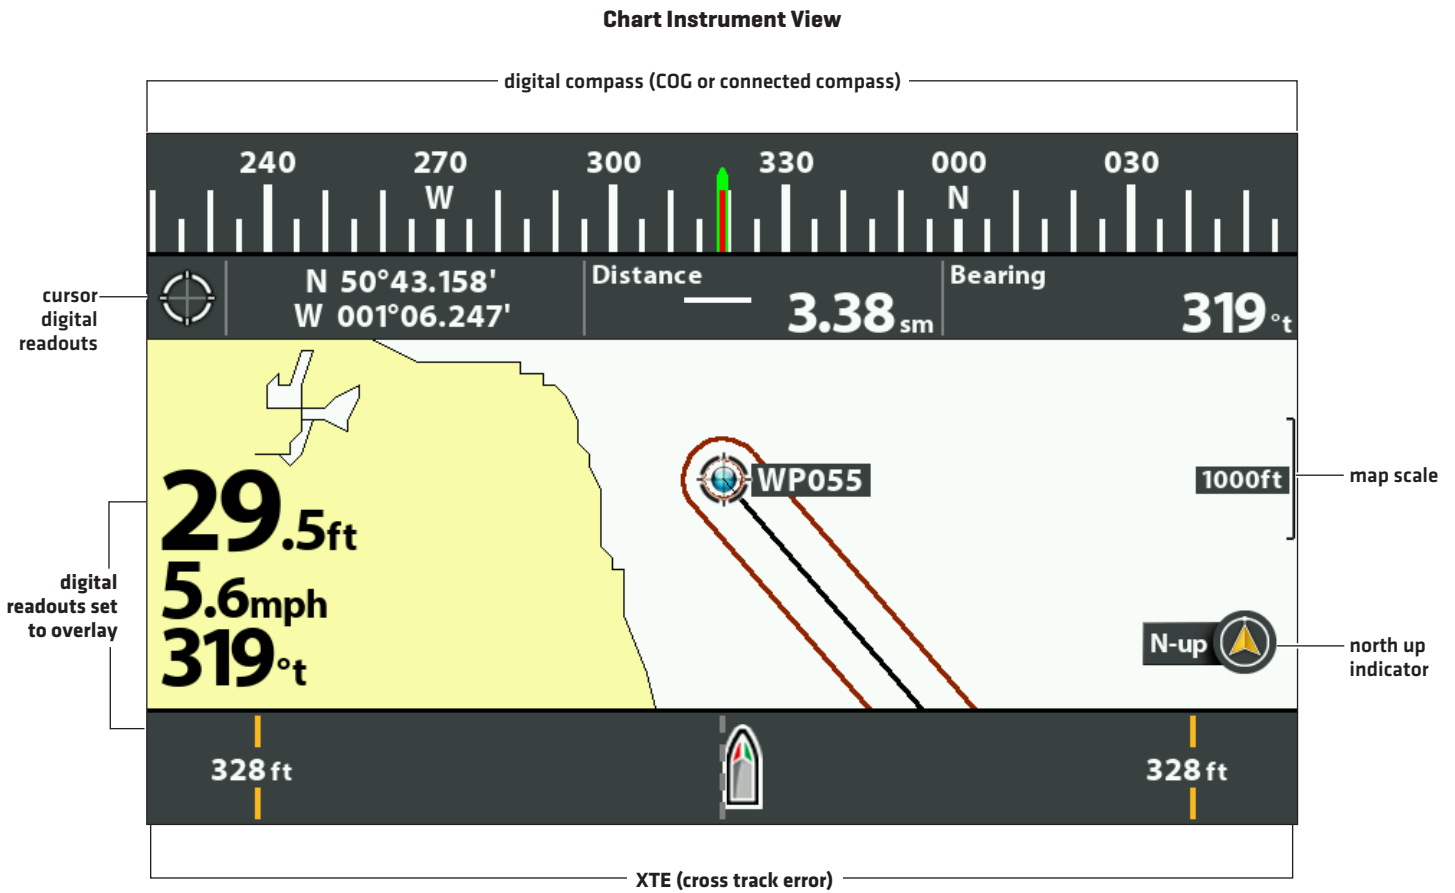 Chart Instrument View
digital compass (COG or connected compass)
240 270 300 330 000 030
W N
cursor
digital
readouts
N 50°43.158'
W 001°06.247'
Distance
3.38 sm
Bearing
319 °t
WP055
1000ft
map scale
29.5ft
5.6mph
319°t
digital
readouts set
to overlay
N-up
north up
indicator
328 ft 328 ft
XTE (cross track error)